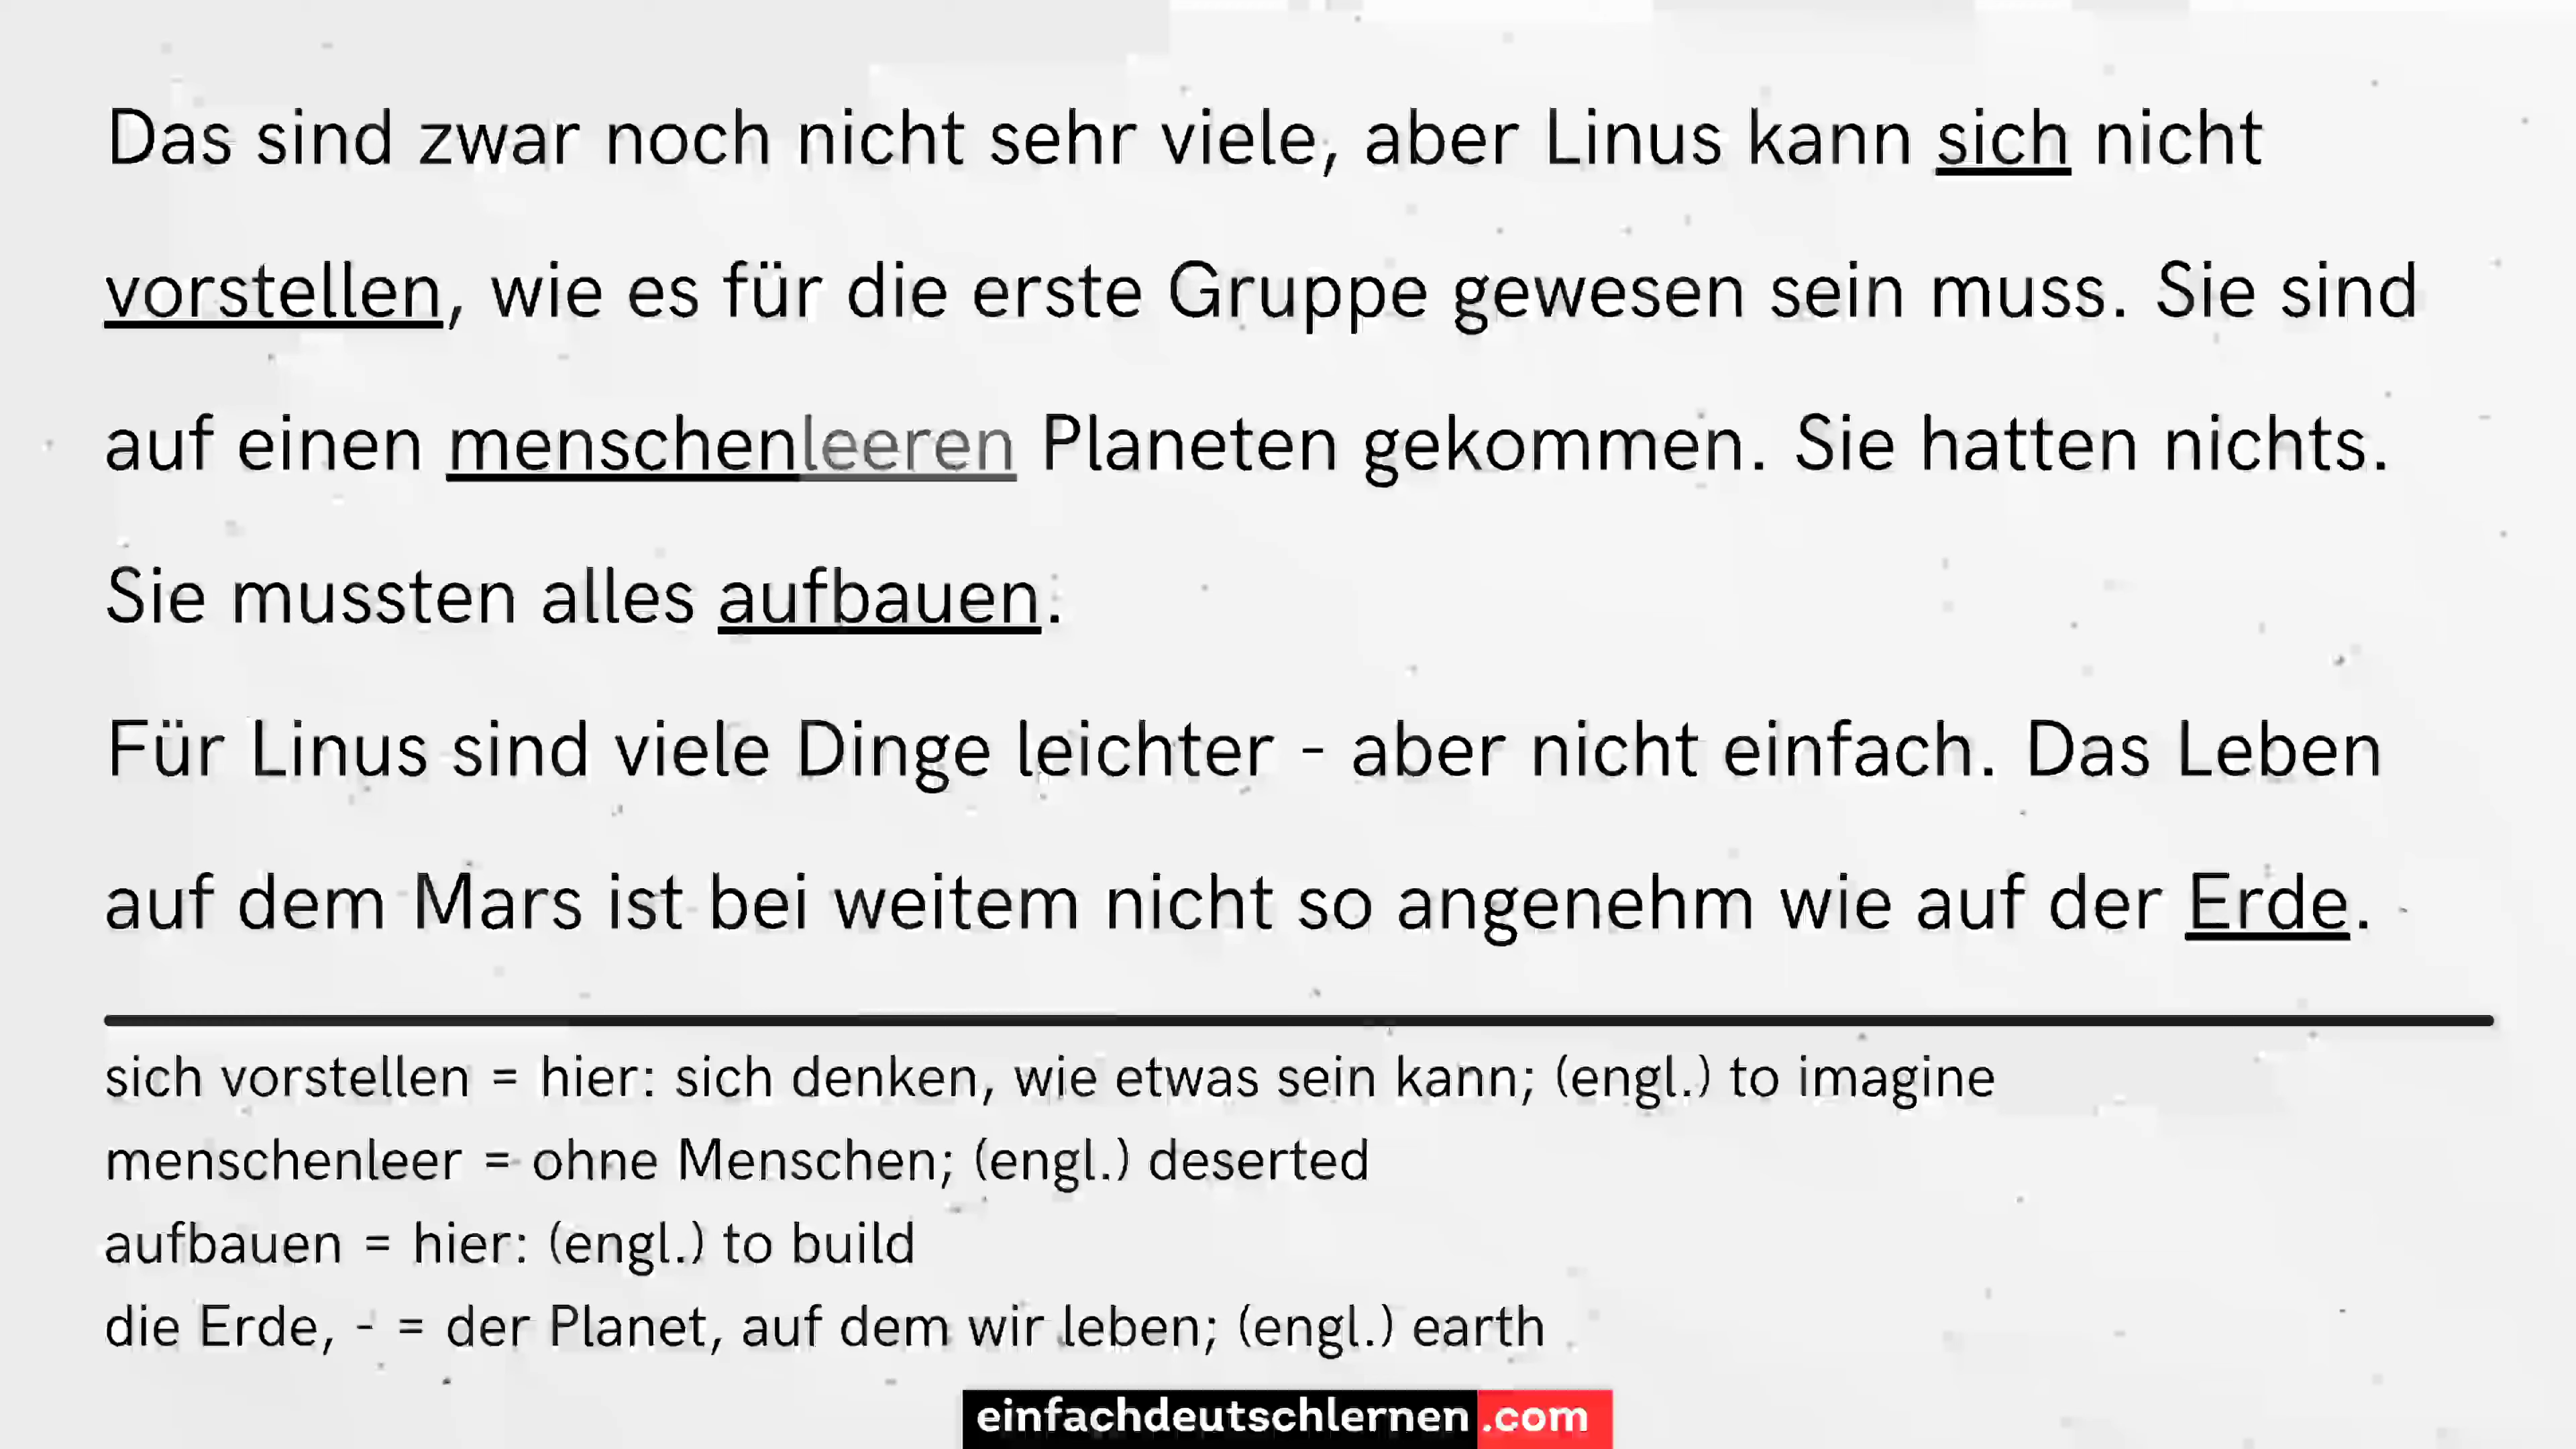 Das sind zwar noch nicht sehr viele, aber Linus kann sich nicht
vorstellen, wie es für die erste Gruppe gewesen sein muss. Sie sind
auf einen menschenleeren Planeten gekommen. Sie hatten nichts.
Sie mussten alles aufbauen.
Für Linus sind viele Dinge leichter - aber nicht einfach. Das Leben
auf dem Mars ist bei weitem nicht so angenehm wie auf der Erde.
sich vorstellen = hier: sich denken, wie etwas sein kann; (engl.) to imagine
menschenleer = ohne Menschen; (engl.) deserted
aufbauen = hier: (engl.) to build
die Erde, - = der Planet, auf dem wir leben; (engl.) earth
einfachdeutschlernen.com